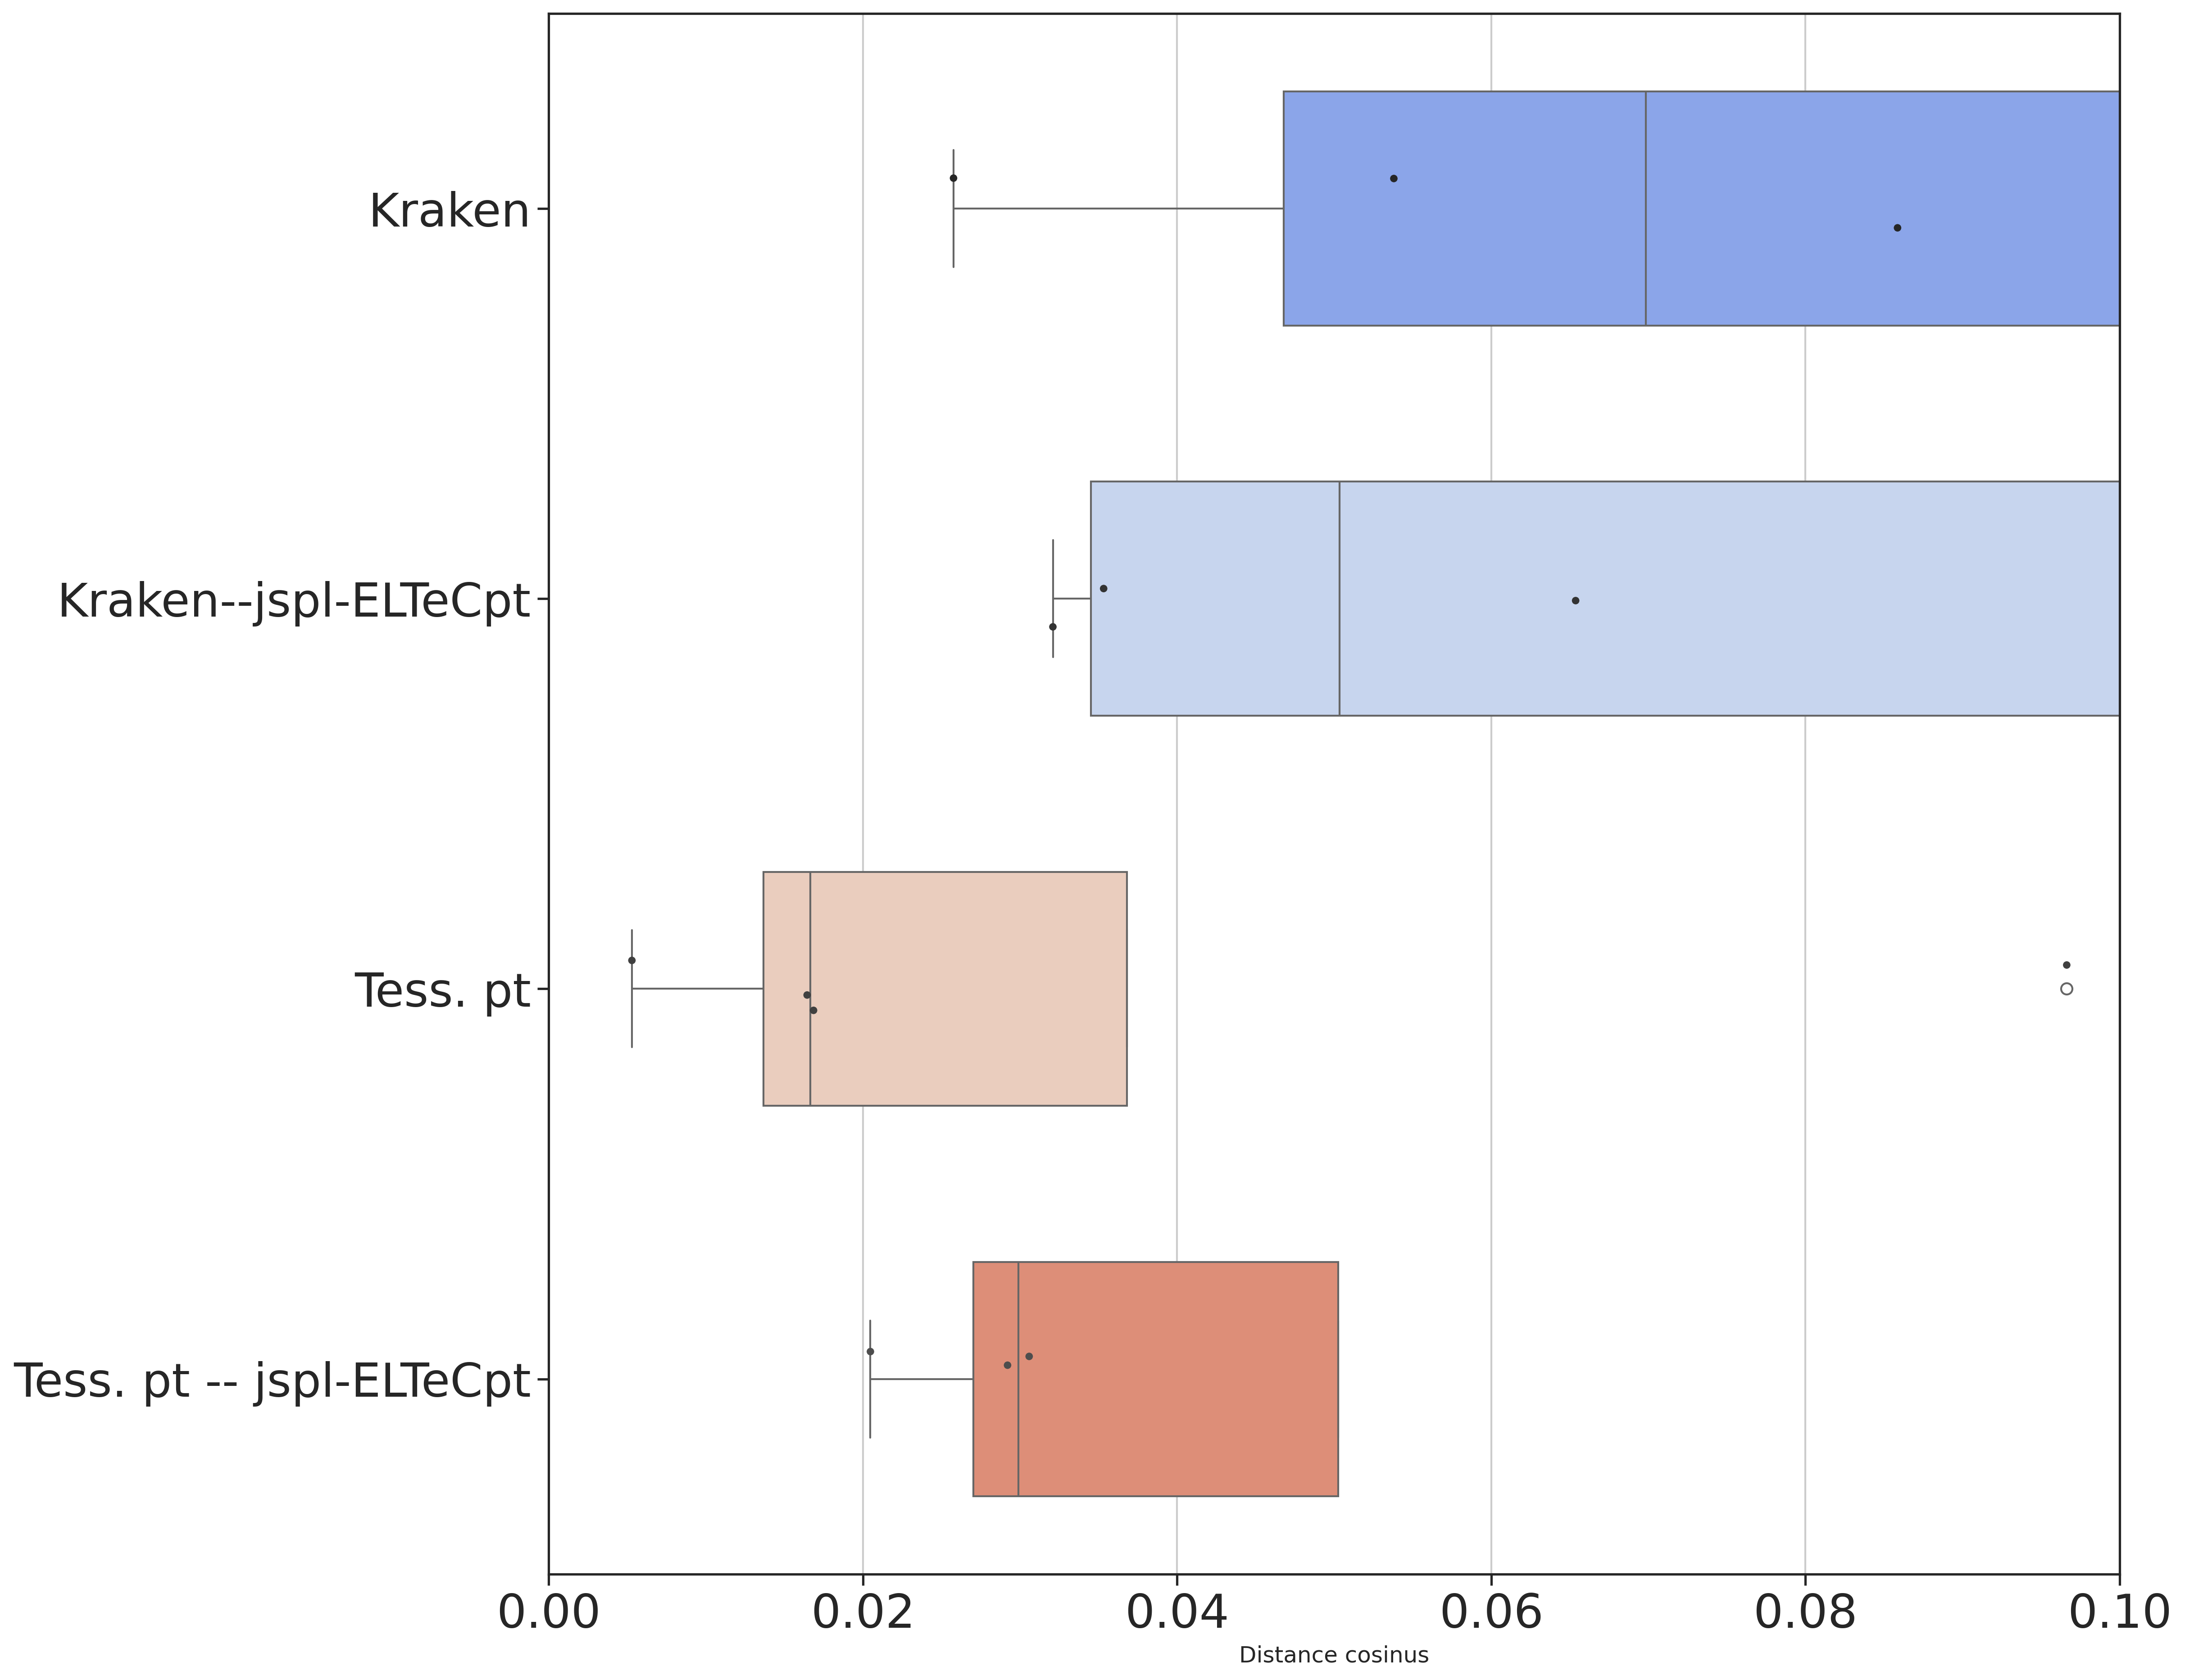 Kraken
Kraken--jspl-ELTeCpt
Tess. pt
Tess. pt -- jspl-ELTeCpt
0.00 0.02 0.04 0.06 0.08 0.10
Distance cosinus